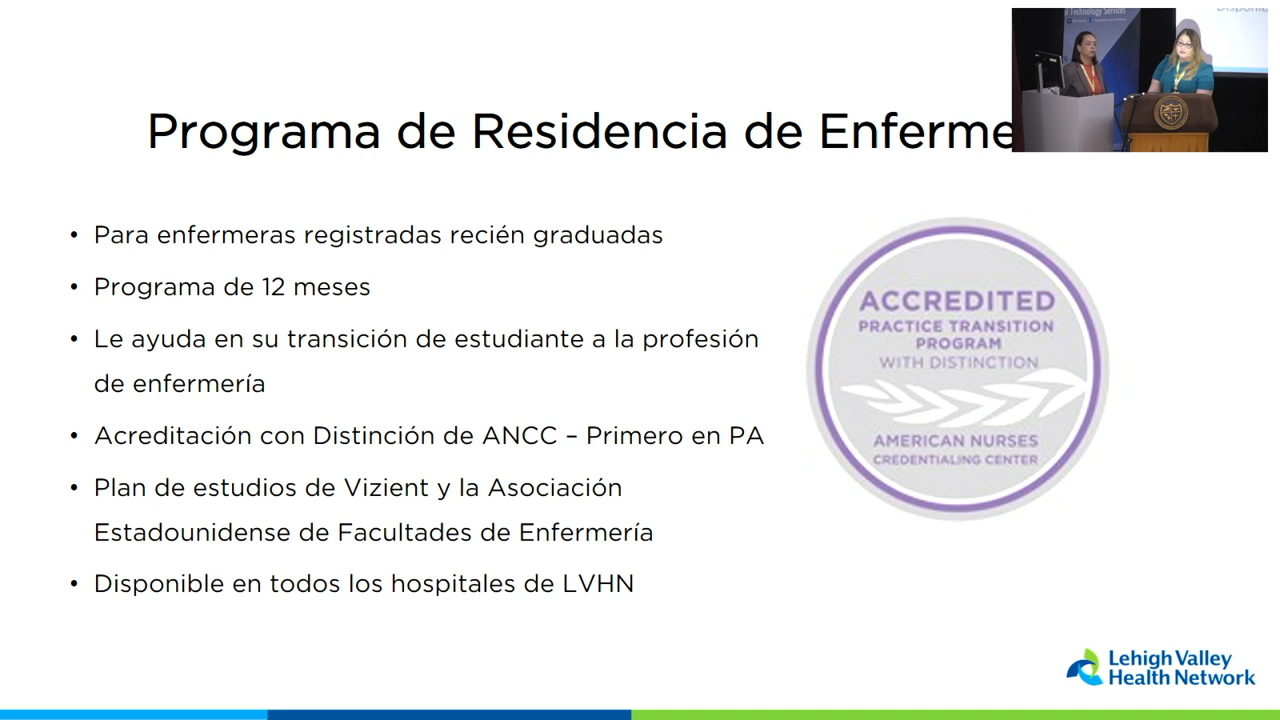 Technology Services
Programa de Residencia de Enferme
• Para enfermeras registradas recién graduadas
• Programa de 12 meses
• Le ayuda en su transición de estudiante a la profesión
de enfermería
• Acreditación con Distinción de ANCC – Primero en PA
• Plan de estudios de Vizient y la Asociación
Estadounidense de Facultades de Enfermería
• Disponible en todos los hospitales de LVHN
ACCREDITED
PRACTICE TRANSITION
PROGRAM
WITH DISTINCTION
AMERICAN NURSES
CREDENTIALING CENTER
Lehigh Valley
Health Network